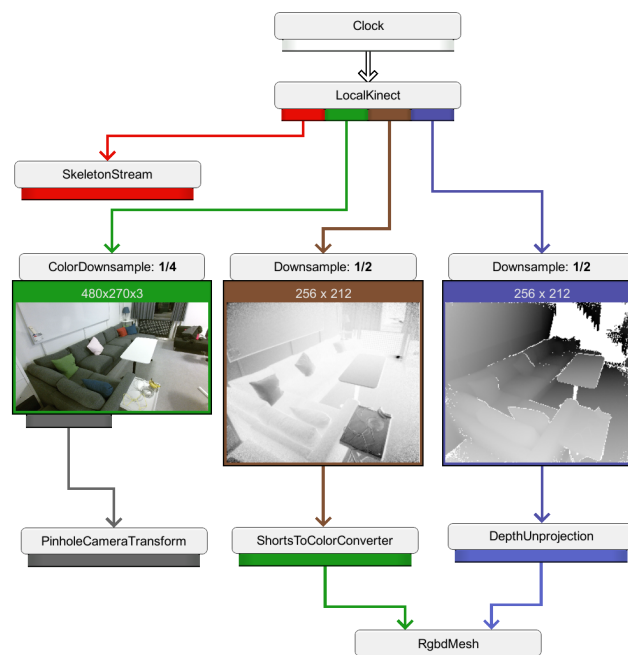 Clock
LocalKinect
SkeletonStream
ColorDownsample: 1/4
Downsample: 1/2
Downsample: 1/2
480x270x3
256 x 212
256 x 212
PinholeCameraTransform
ShortsToColorConverter
DepthUnprojection
RgbdMesh